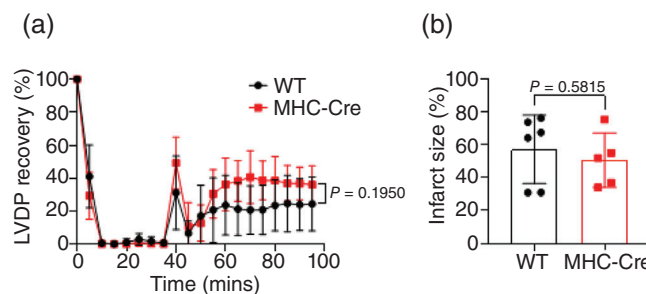 (a)
LVDP recovery (%)
100
80
60
40
20
0
0 20 40 60 80 100
Time (mins)
WT
MHC-Cre
P = 0.1950
(b)
Infarct size (%)
100
80
60
40
20
0
P = 0.5815
WT MHC-Cre